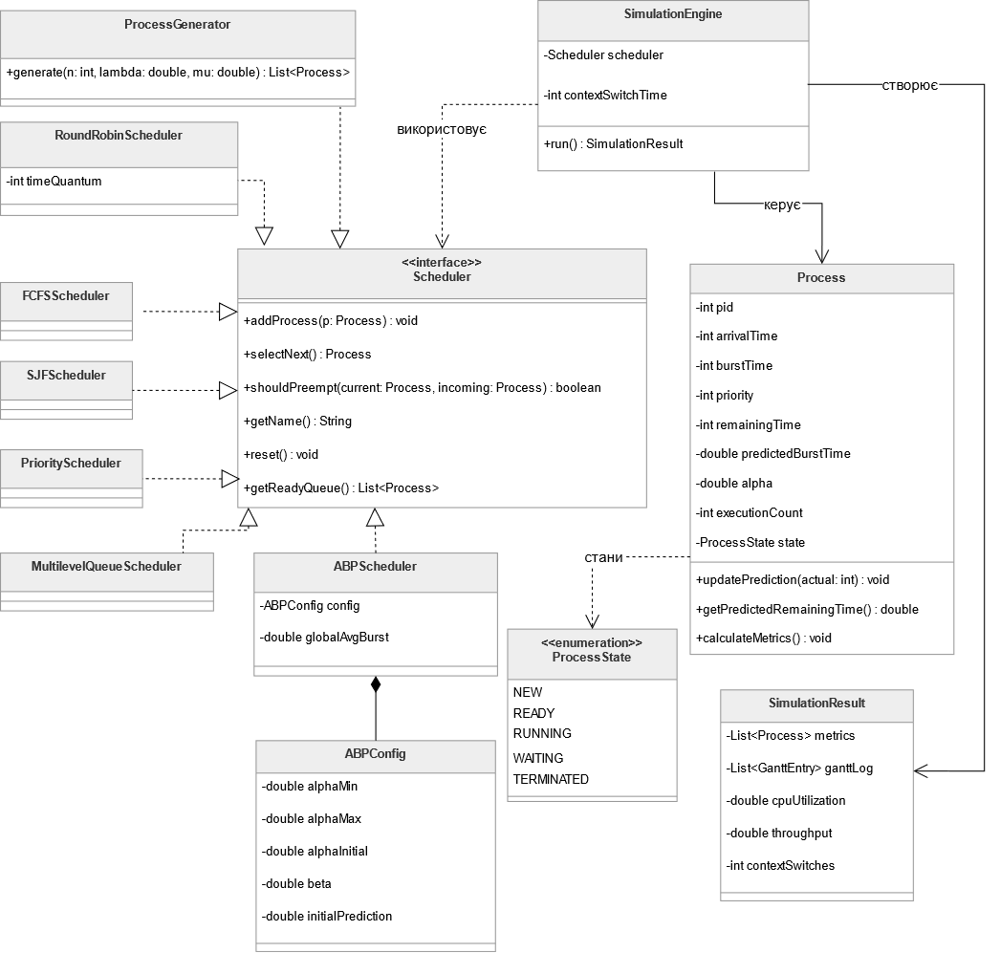 ProcessGenerator
+generate(n: int, lambda: double, mu: double) : List<Process>
SimulationEngine
-Scheduler scheduler
-int contextSwitchTime
+run() : SimulationResult
створює
використовує
керує
RoundRobinScheduler
-int timeQuantum
<<interface>>
Scheduler
+addProcess(p: Process) : void
+selectNext() : Process
+shouldPreempt(current: Process, incoming: Process) : boolean
+getName() : String
+reset() : void
+getReadyQueue() : List<Process>
FCFSScheduler
SJFScheduler
PriorityScheduler
MultilevelQueueScheduler
ABPScheduler
-ABPConfig config
-double globalAvgBurst
ABPConfig
-double alphaMin
-double alphaMax
-double alphaInitial
-double beta
-double initialPrediction
Process
-int pid
-int arrivalTime
-int burstTime
-int priority
-int remainingTime
-double predictedBurstTime
-double alpha
-int executionCount
-ProcessState state
+updatePrediction(actual: int) : void
+getPredictedRemainingTime() : double
+calculateMetrics() : void
стани
<<enumeration>>
ProcessState
NEW
READY
RUNNING
WAITING
TERMINATED
SimulationResult
-List<Process> metrics
-List<GanttEntry> ganttLog
-double cpuUtilization
-double throughput
-int contextSwitches